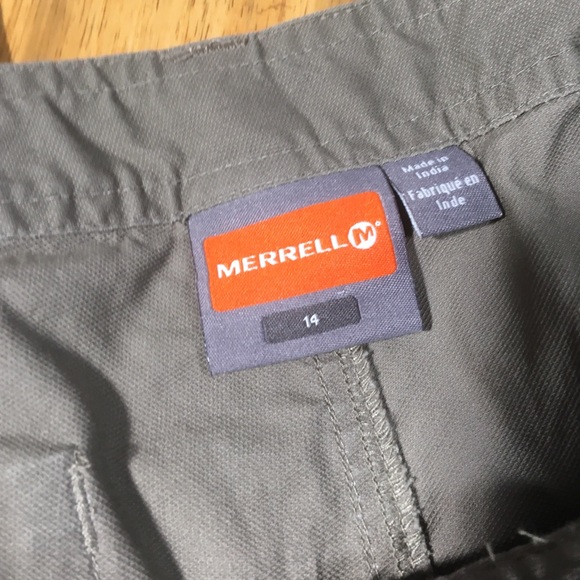 MERRELL M
14
Made in
India
Fabriqué en
Inde